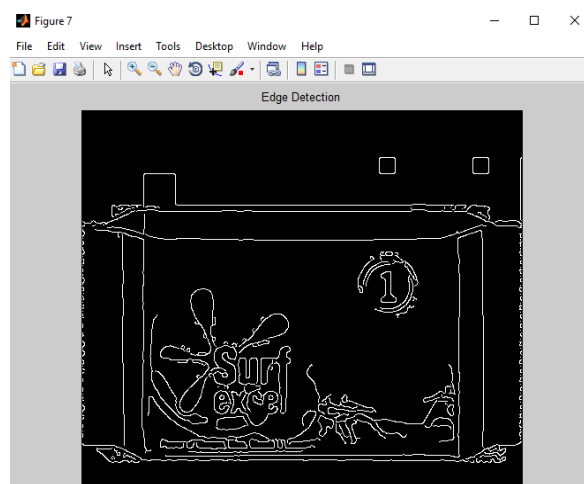 Figure 7
File Edit View Insert Tools Desktop Window Help
Edge Detection
1
Surf
excel